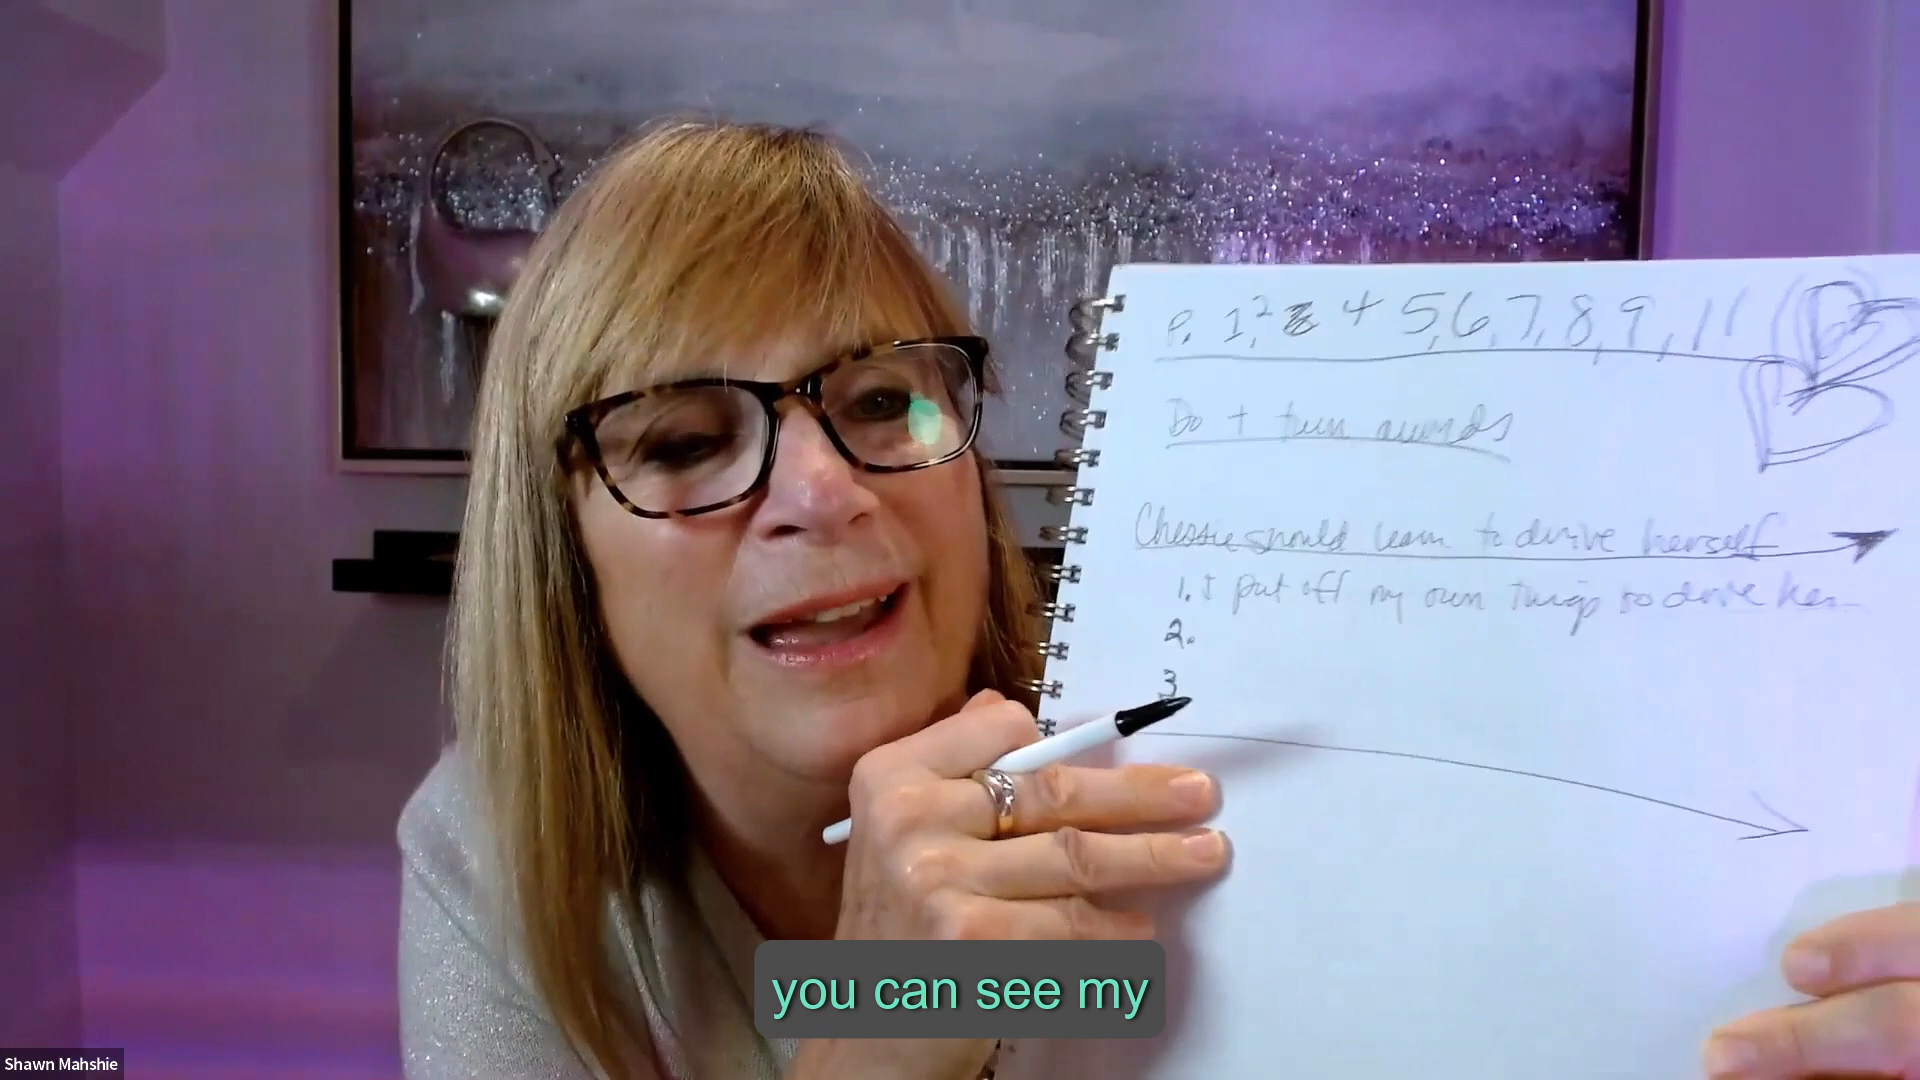 P. 1, 2 3 4 5, 6, 7, 8, 9, 11
Do + turn arounds
Chessie should learn to drive herself
1. I put off my own things to drive her
2.
3
you can see my
Shawn Mahshie